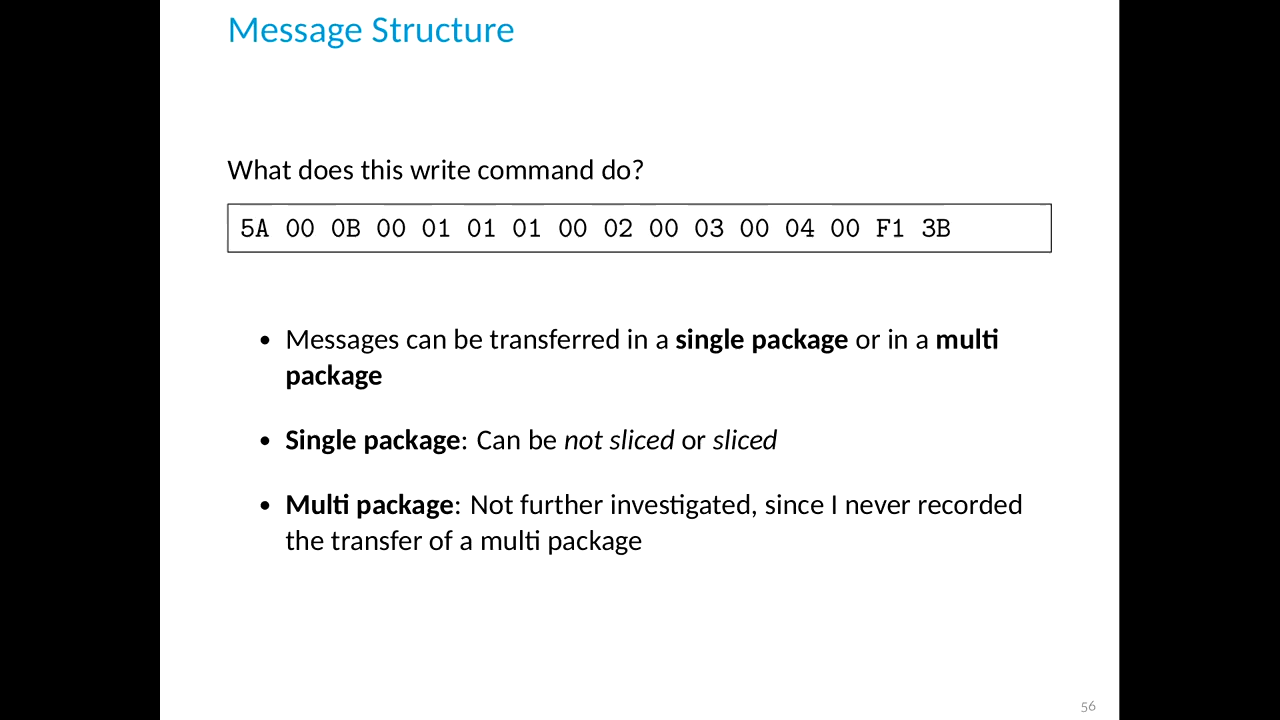 Message Structure
What does this write command do?
5A 00 0B 00 01 01 01 00 02 00 03 00 04 00 F1 3B
• Messages can be transferred in a single package or in a multi
package
• Single package: Can be not sliced or sliced
• Multi package: Not further investigated, since I never recorded
the transfer of a multi package
56